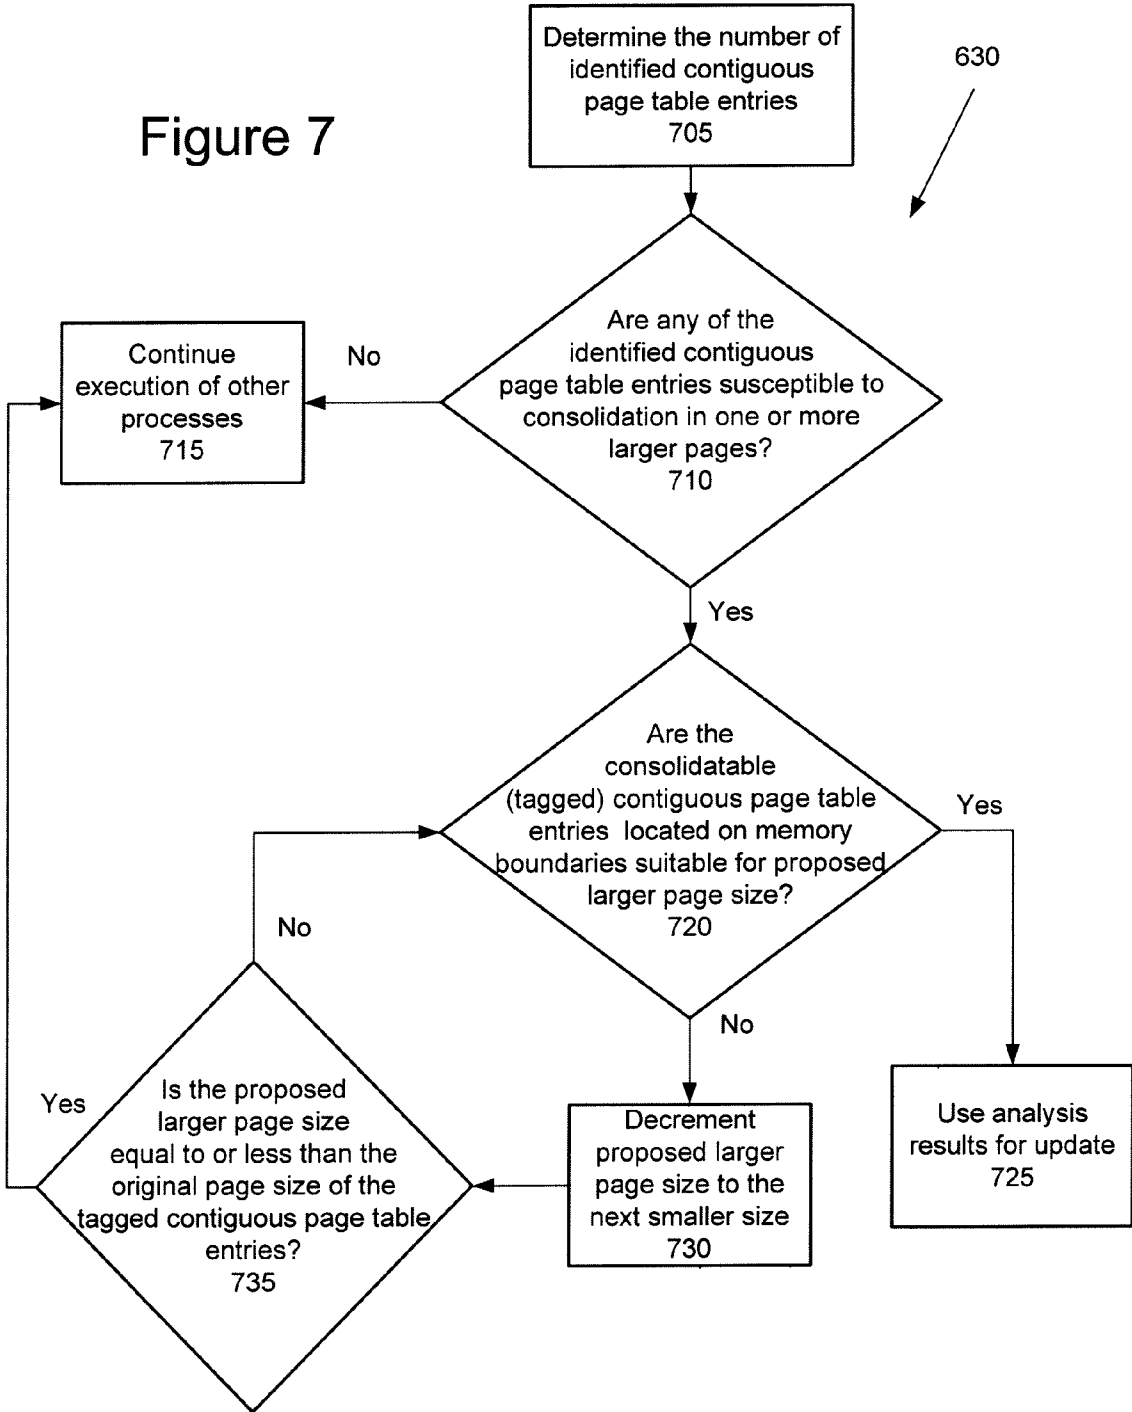 Determine the number of
identified contiguous
page table entries
705
630
Figure 7
Are any of the
identified contiguous
page table entries susceptible to
consolidation in one or more
larger pages?
710
No
Continue
execution of other
processes
715
Yes
Are the
consolidatable
(tagged) contiguous page table
entries located on memory
boundaries suitable for proposed
larger page size?
720
Yes
No
No
Yes
Is the proposed
larger page size
equal to or less than the
original page size of the
tagged contiguous page table
entries?
735
Decrement
proposed larger
page size to the
next smaller size
730
Use analysis
results for update
725